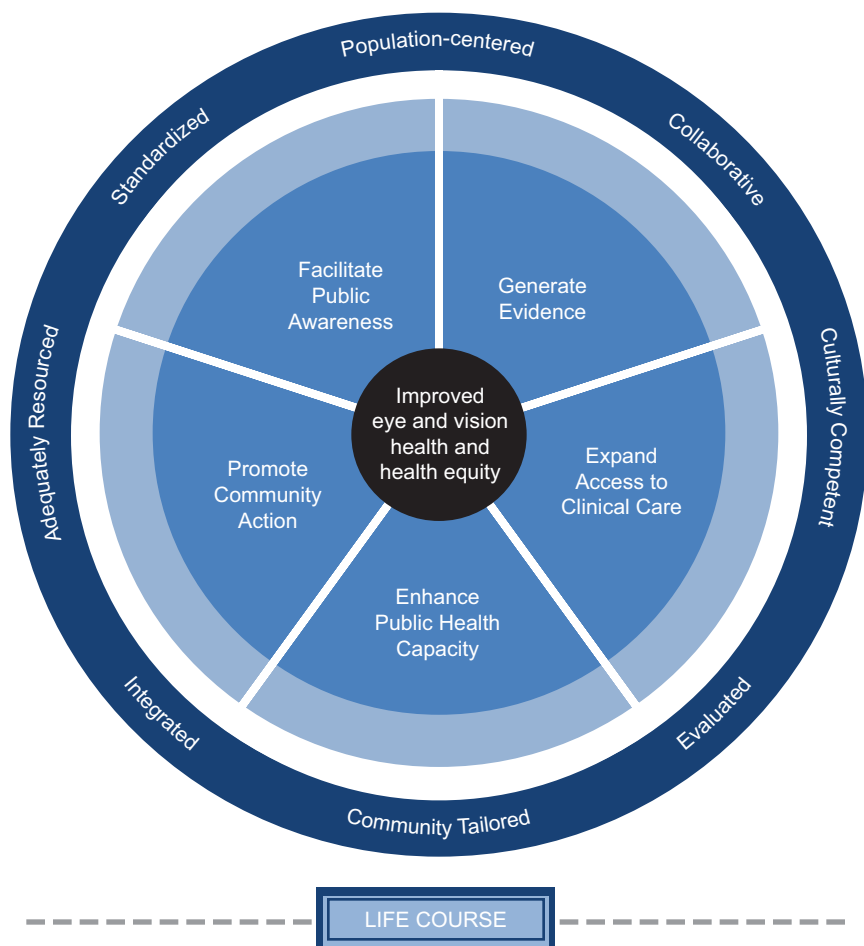 Population-centered
Standardized
Collaborative
Facilitate
Public
Awareness
Generate
Evidence
Adequately Resourced
Improved
eye and vision
health and
health equity
Culturally Competent
Promote
Community
Action
Expand
Access to
Clinical Care
Enhance
Public Health
Capacity
Integrated
Evaluated
Community Tailored
LIFE COURSE